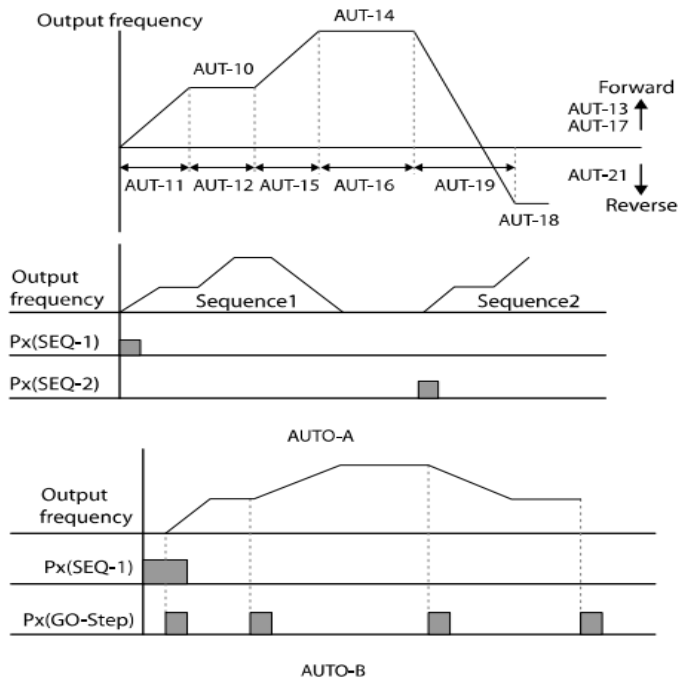 Output frequency
AUT-14
AUT-10
Forward
AUT-13
AUT-17
AUT-11
AUT-12
AUT-15
AUT-16
AUT-19
AUT-21
Reverse
AUT-18
Output
frequency
Sequence1
Sequence2
Px(SEQ-1)
Px(SEQ-2)
AUTO-A
Output
frequency
Px(SEQ-1)
Px(GO-Step)
AUTO-B